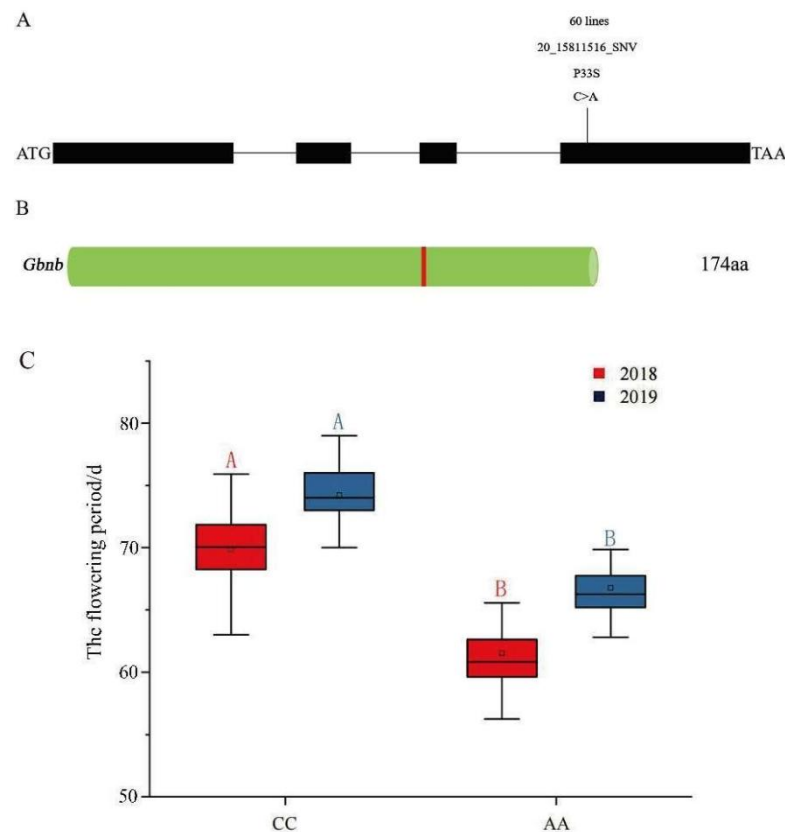 A
60 lines
20_15811516_SNV
P33S
C>A
ATG
TAA
B
Gbnb
174aa
C
2018
2019
80
70
60
50
The flowering period/d
A
A
B
B
CC
AA